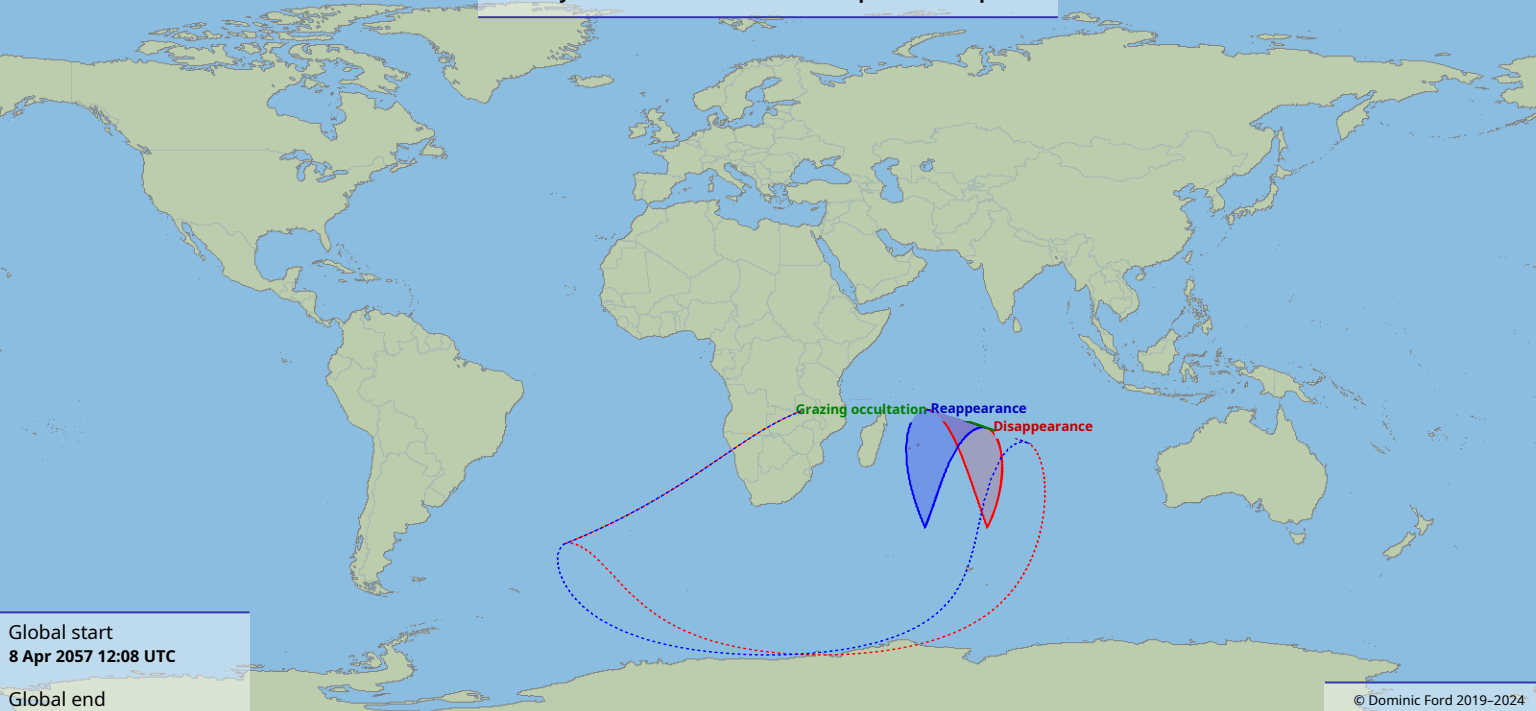 Grazing occultation
Reappearance
Disappearance
Global start
8 Apr 2057 12:08 UTC
Global end
© Dominic Ford 2019–2024